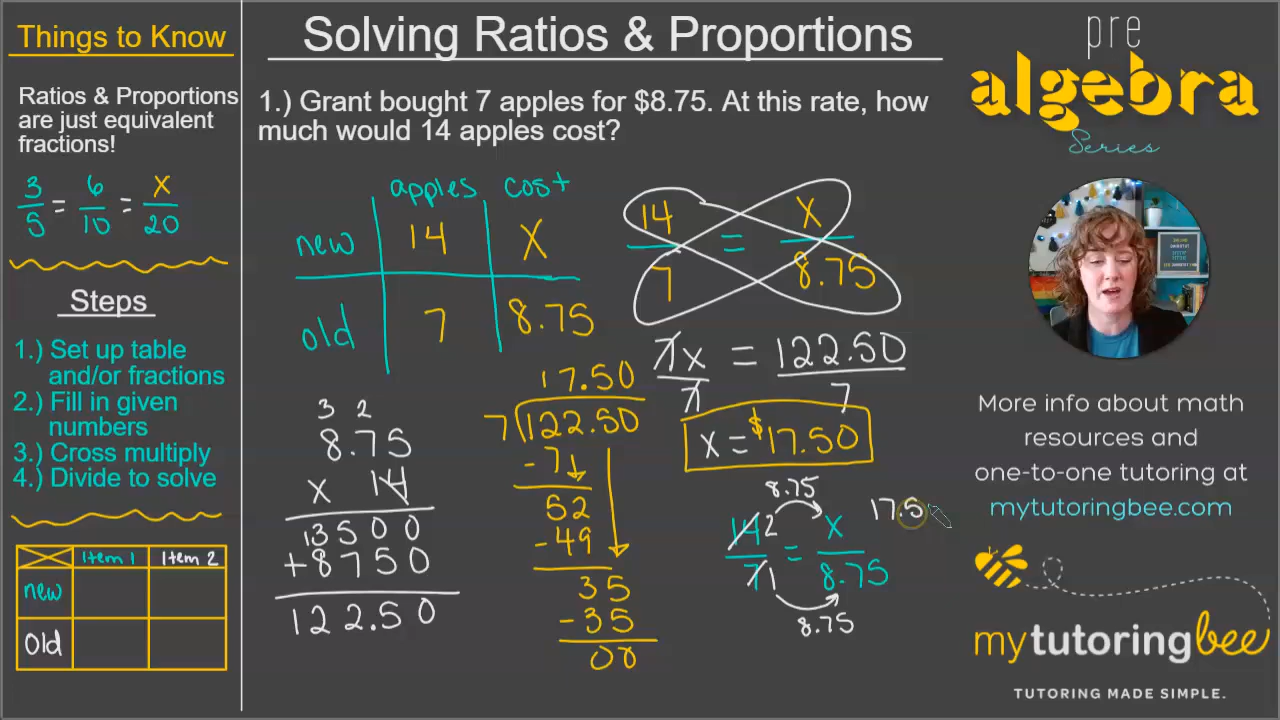 Things to Know
Ratios & Proportions
are just equivalent
fractions!
3/5 = 6/10 = x/20
Steps
1.) Set up table
and/or fractions
2.) Fill in given
numbers
3.) Cross multiply
4.) Divide to solve
Item 1 Item 2
new
old
Solving Ratios & Proportions
1.) Grant bought 7 apples for $8.75. At this rate, how
much would 14 apples cost?
apples cost
new 14 X
old 7 8.75
3 2
8.75
x 14
13500
+8750
122.50
17.50
7 122.50
-7
52
-49
35
-35
00
14/7 = X/8.75
7x = 122.50
7 7
x = $17.50
8.75
14 2 = x 17.5
7 1 8.75
8.75
pre
algebra
Series
More info about math
resources and
one-to-one tutoring at
mytutoringbee.com
mytutoringbee
TUTORING MADE SIMPLE.